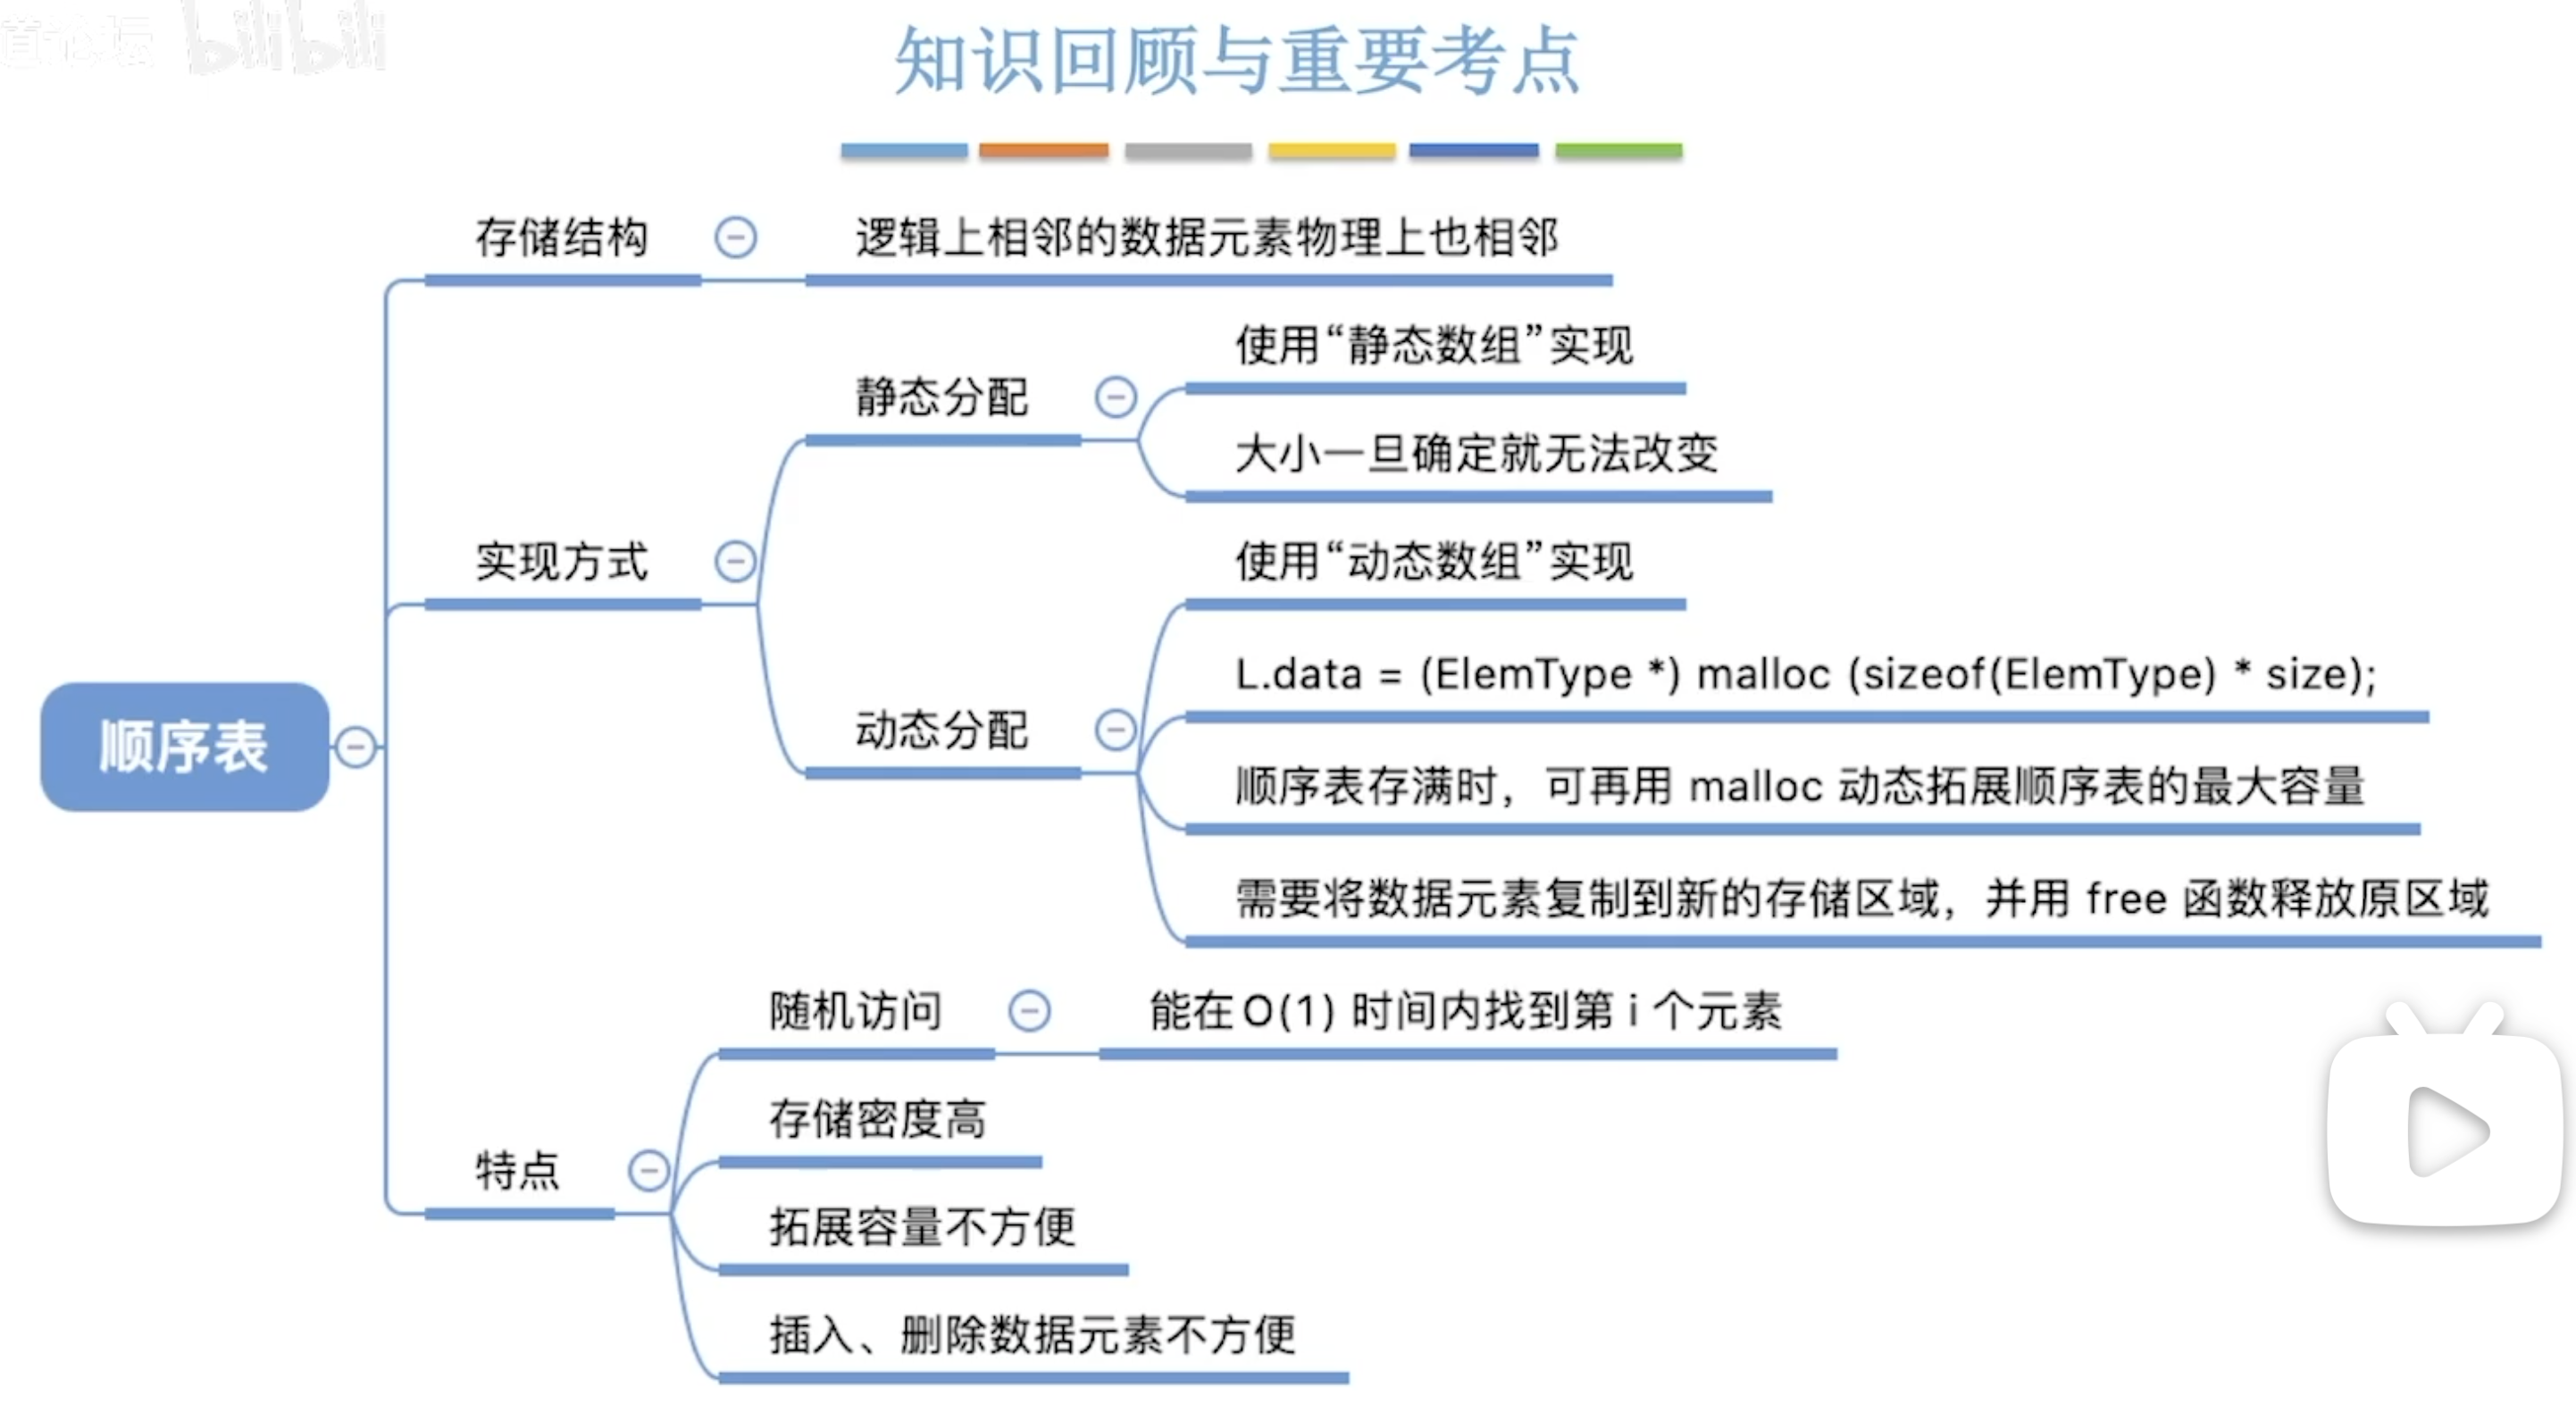 bilibili
知识回顾与重要考点
存储结构
逻辑上相邻的数据元素物理上也相邻
使用“静态数组”实现
静态分配
大小一旦确定就无法改变
实现方式
使用“动态数组”实现
L.data = (ElemType *) malloc (sizeof(ElemType) * size);
动态分配
顺序表存满时，可再用 malloc 动态拓展顺序表的最大容量
需要将数据元素复制到新的存储区域，并用 free 函数释放原区域
顺序表
随机访问
能在O(1) 时间内找到第 i 个元素
存储密度高
特点
拓展容量不方便
插入、删除数据元素不方便